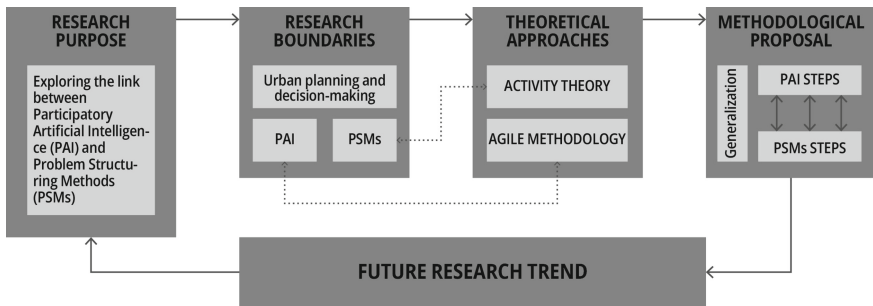 RESEARCH
PURPOSE
Exploring the link
between
Participatory
Artificial Intelligen-
ce (PAI) and
Problem Structu-
ring Methods
(PSMs)
RESEARCH
BOUNDARIES
Urban planning and
decision-making
PAI
PSMs
THEORETICAL
APPROACHES
ACTIVITY THEORY
AGILE METHODOLOGY
METHODOLOGICAL
PROPOSAL
Generalization
PAI STEPS
PSMs STEPS
FUTURE RESEARCH TREND